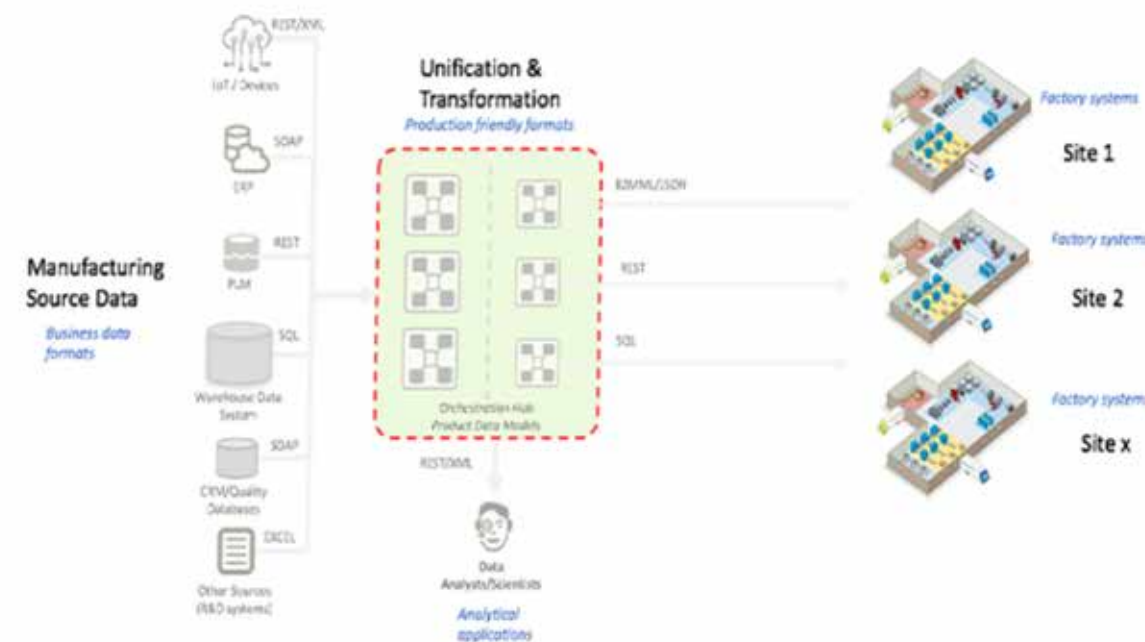 REST/XML
IoT / Devices
SOAP
ERP
REST
PLM
Manufacturing
Source Data
Business data
formats
SQL
Warehouse Data
System
SOAP
CRM/Quality
Databases
EXCEL
Other Sources
(R&D systems)
Unification &
Transformation
Production friendly formats
Orchestration Hub
Product Data Models
REST/XML
Data
Analysts/Scientists
Analytical
applications
B2MML/JSON
REST
SQL
Factory systems
Site 1
Factory systems
Site 2
Factory systems
Site x